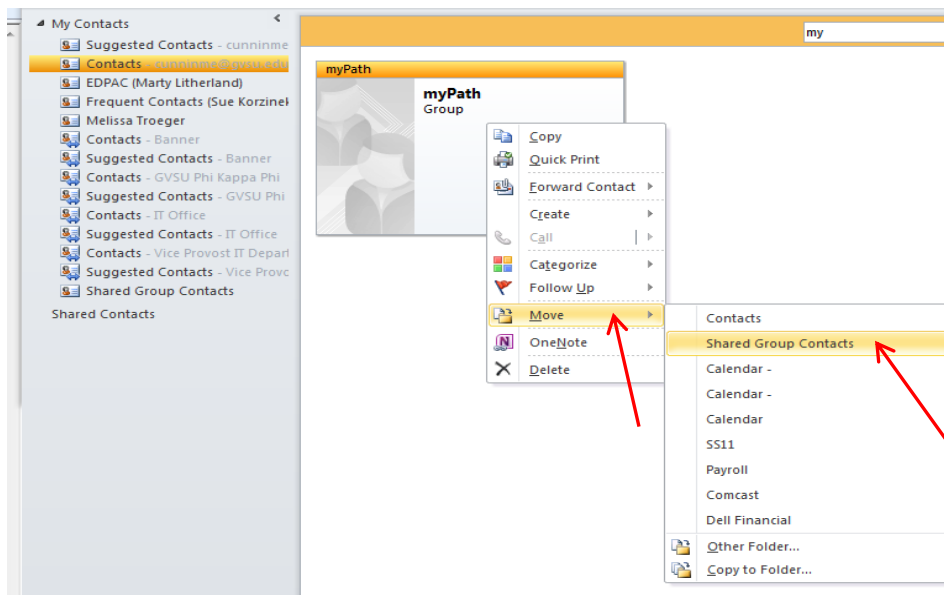 My Contacts
Suggested Contacts - cunninme
Contacts - cunninme@gvsu.edu
EDPAC (Marty Litherland)
Frequent Contacts (Sue Korzinek
Melissa Troeger
Contacts - Banner
Suggested Contacts - Banner
Contacts - GVSU Phi Kappa Phi
Suggested Contacts - GVSU Phi
Contacts - IT Office
Suggested Contacts - IT Office
Contacts - Vice Provost IT Depart
Suggested Contacts - Vice Provc
Shared Group Contacts
Shared Contacts
my
myPath
myPath
Group
Copy
Quick Print
Forward Contact
Create
Call
Categorize
Follow Up
Move
OneNote
Delete
Contacts
Shared Group Contacts
Calendar -
Calendar -
Calendar
SS11
Payroll
Comcast
Dell Financial
Other Folder...
Copy to Folder...